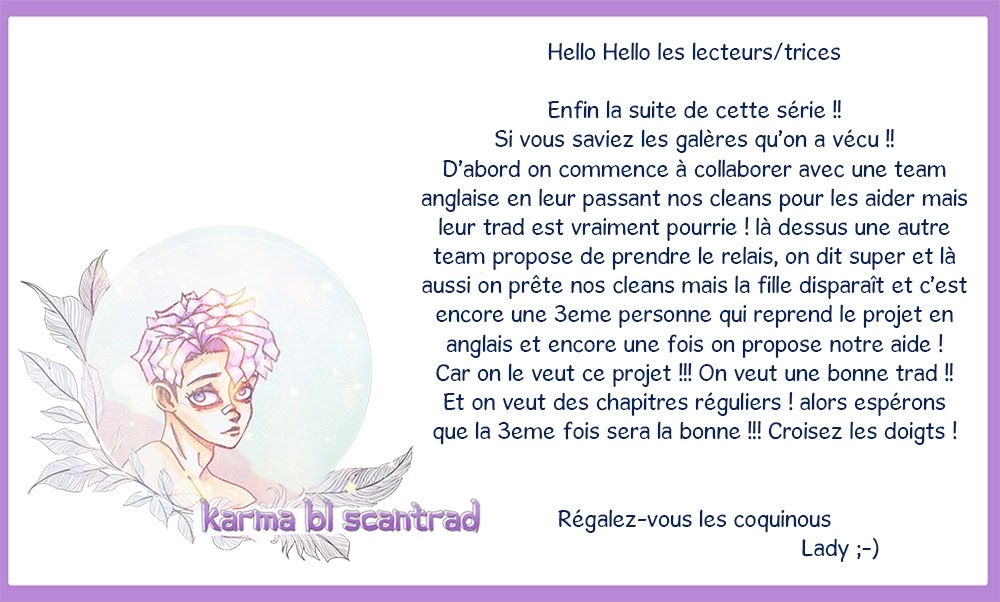 Hello Hello les lecteurs/trices
Enfin la suite de cette série !!
Si vous saviez les galères qu'on a vécu !!
D'abord on commence à collaborer avec une team
anglaise en leur passant nos cleans pour les aider mais
leur trad est vraiment pourrie ! là dessus une autre
team propose de prendre le relais, on dit super et là
aussi on prête nos cleans mais la fille disparaît et c'est
encore une 3eme personne qui reprend le projet en
anglais et encore une fois on propose notre aide !
Car on le veut ce projet !!! On veut une bonne trad !!
Et on veut des chapitres réguliers ! alors espérons
que la 3eme fois sera la bonne !!! Croisez les doigts !
Régalez-vous les coquinous
Lady ;-)
karma bl scantrad